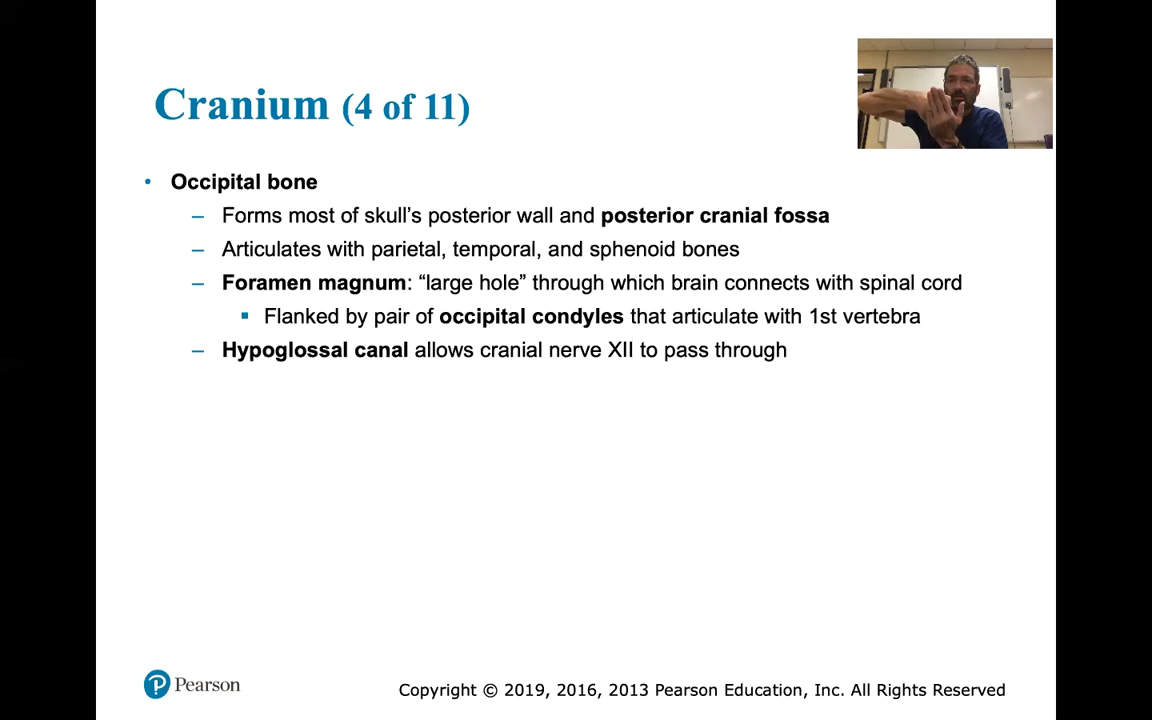 Cranium (4 of 11)
• Occipital bone
– Forms most of skull’s posterior wall and posterior cranial fossa
– Articulates with parietal, temporal, and sphenoid bones
– Foramen magnum: “large hole” through which brain connects with spinal cord
▪ Flanked by pair of occipital condyles that articulate with 1st vertebra
– Hypoglossal canal allows cranial nerve XII to pass through
P Pearson
Copyright © 2019, 2016, 2013 Pearson Education, Inc. All Rights Reserved